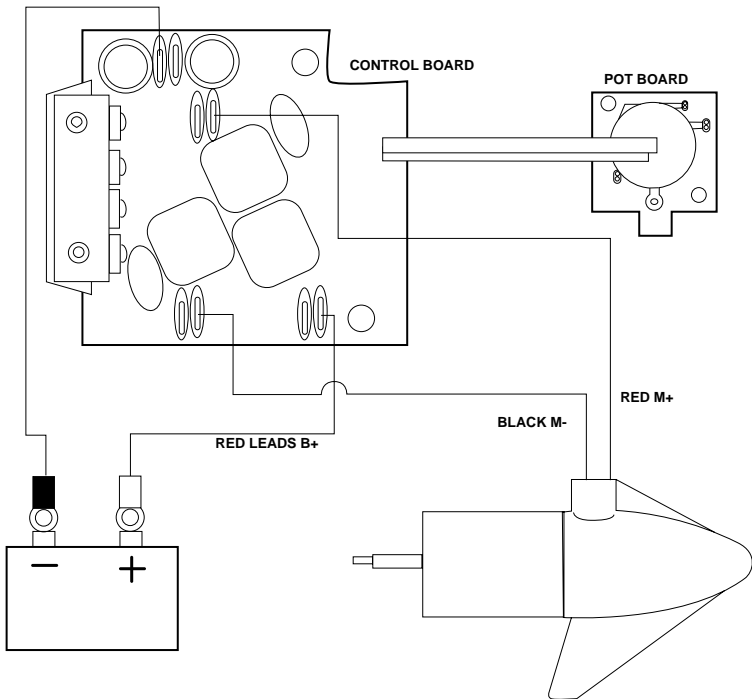 CONTROL BOARD
POT BOARD
RED M+
BLACK M-
RED LEADS B+
− +